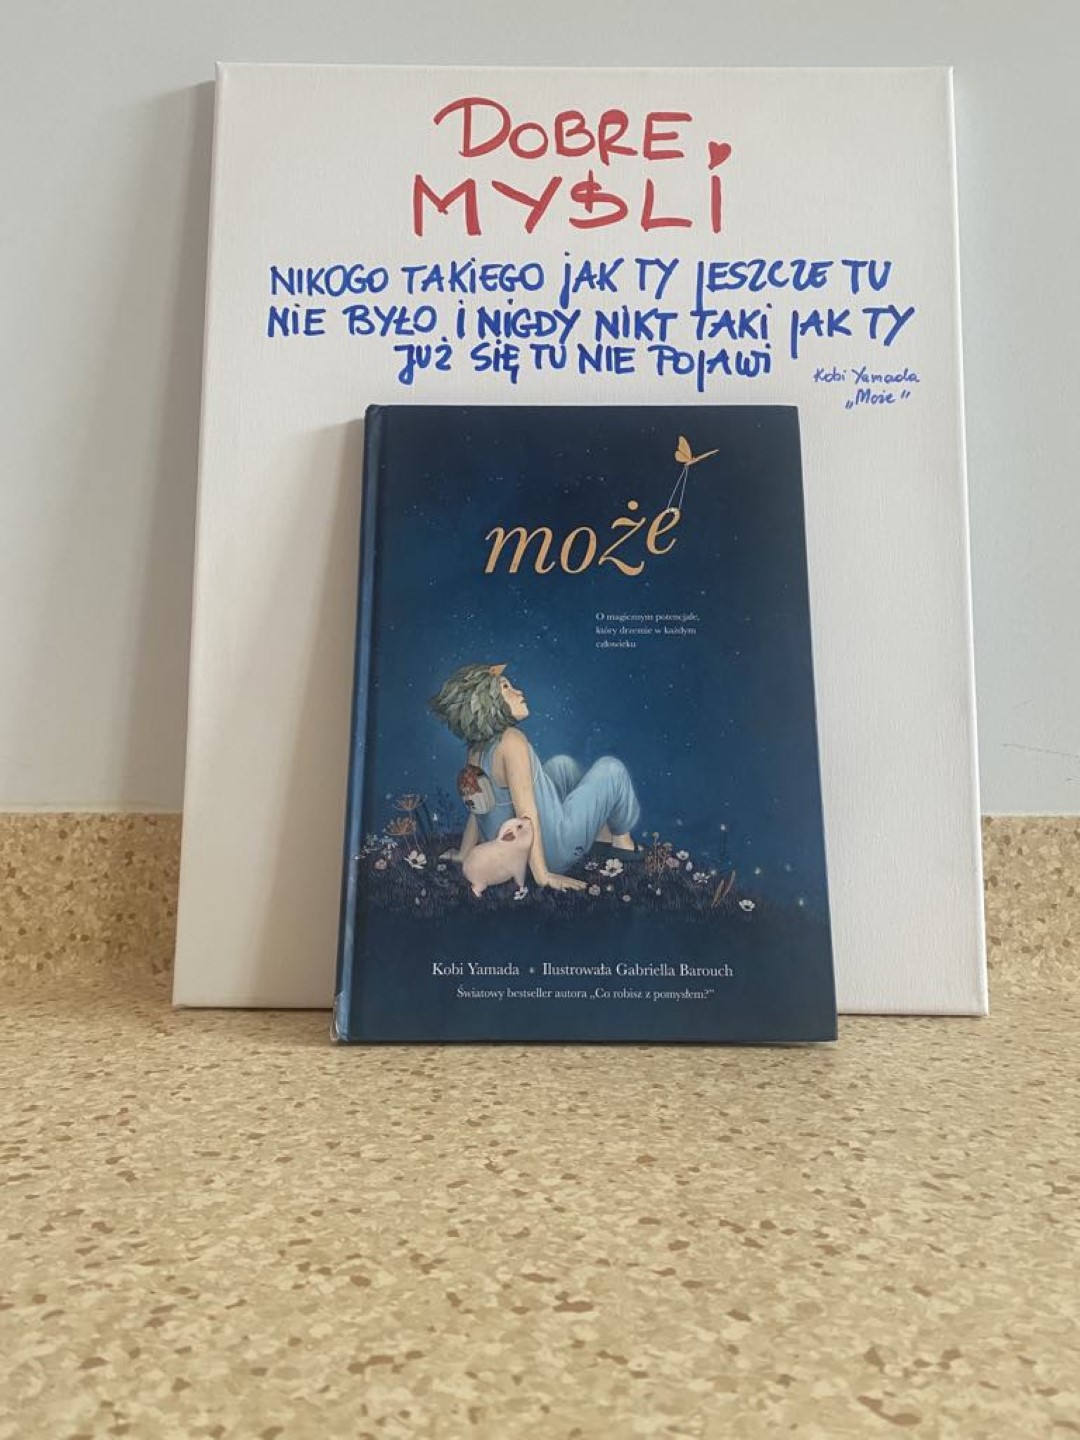 DOBRE
MYŚLI
NIKOGO TAKIEGO JAK TY JESZCZE TU
NIE BYŁO I NIGDY NIKT TAKI JAK TY
JUŻ SIĘ TU NIE POJAWI
Kobi Yamada
„Może"
może
O magicznym potencjale,
który drzemie w każdym
człowieku
Kobi Yamada * Ilustrowała Gabriella Barouch
Światowy bestseller autora „Co robisz z pomysłem?"